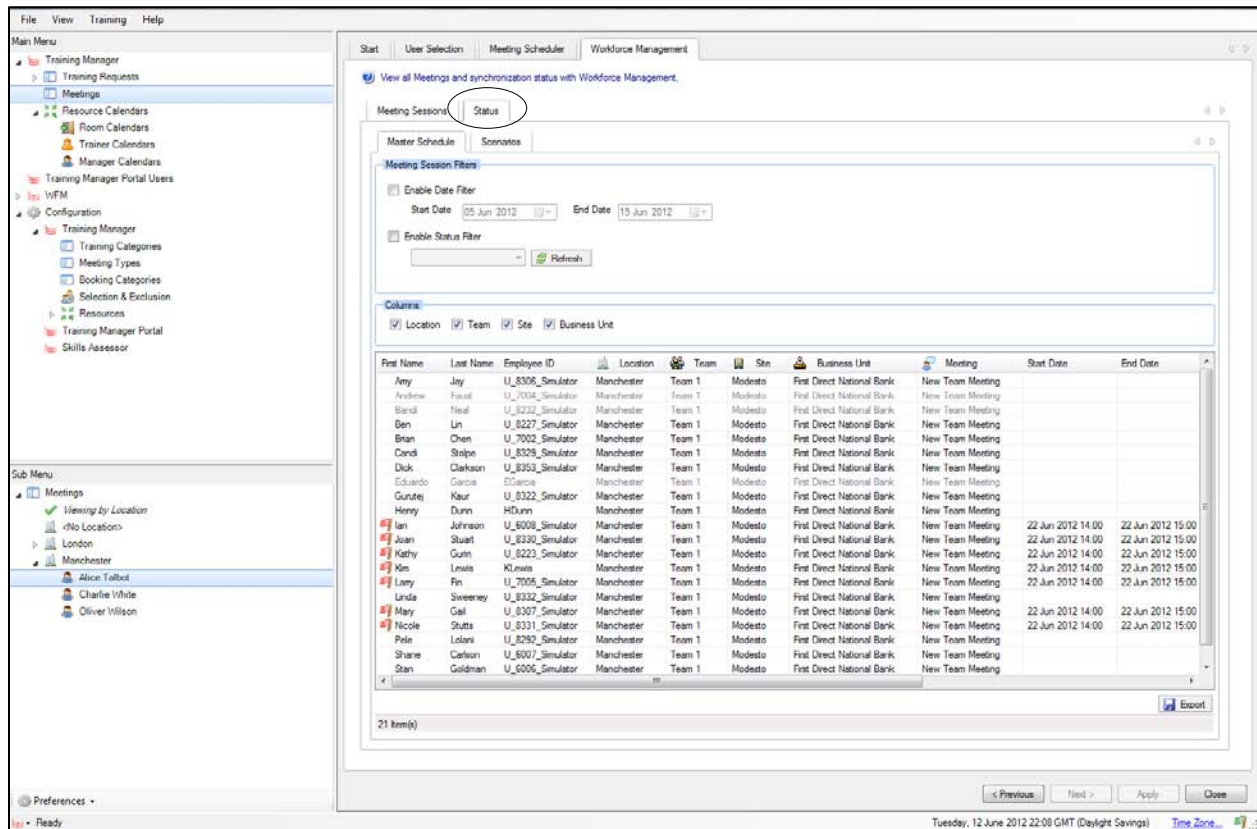 File View Training Help
Main Menu
Training Manager
Training Requests
Meetings
Resource Calendars
Room Calendars
Trainer Calendars
Manager Calendars
Training Manager Portal Users
WFM
Configuration
Training Manager
Training Categories
Meeting Types
Booking Categories
Selection & Exclusion
Resources
Training Manager Portal
Skills Assessor
Sub Menu
Meetings
Viewing by Location
<No Location>
London
Manchester
Alice Talbot
Charlie White
Oliver Wilson
Preferences
Start User Selection Meeting Scheduler Workforce Management
View all Meetings and synchronization status with Workforce Management.
Meeting Sessions Status
Master Schedule Scenarios
Meeting Session Filters
Enable Date Filter
Start Date 05 Jun 2012 End Date 15 Jun 2012
Enable Status Filter
Refresh
Columns
Location Team Site Business Unit
First Name Last Name Employee ID Location Team Site Business Unit Meeting Start Date End Date
Amy Jay U_8306_Simulator Manchester Team 1 Modesto First Direct National Bank New Team Meeting
Andrew Faust U_7004_Simulator Manchester Team 1 Modesto First Direct National Bank New Team Meeting
Bandi Neal U_8232_Simulator Manchester Team 1 Modesto First Direct National Bank New Team Meeting
Ben Lin U_8227_Simulator Manchester Team 1 Modesto First Direct National Bank New Team Meeting
Brian Chen U_7002_Simulator Manchester Team 1 Modesto First Direct National Bank New Team Meeting
Candi Stolpe U_8329_Simulator Manchester Team 1 Modesto First Direct National Bank New Team Meeting
Dick Clarkson U_8353_Simulator Manchester Team 1 Modesto First Direct National Bank New Team Meeting
Eduardo Garcia EGarcia Manchester Team 1 Modesto First Direct National Bank New Team Meeting
Gurutej Kaur U_8322_Simulator Manchester Team 1 Modesto First Direct National Bank New Team Meeting
Henry Dunn HDunn Manchester Team 1 Modesto First Direct National Bank New Team Meeting
Ian Johnson U_6008_Simulator Manchester Team 1 Modesto First Direct National Bank New Team Meeting 22 Jun 2012 14:00 22 Jun 2012 15:00
Joan Stuart U_8330_Simulator Manchester Team 1 Modesto First Direct National Bank New Team Meeting 22 Jun 2012 14:00 22 Jun 2012 15:00
Kathy Gunn U_8223_Simulator Manchester Team 1 Modesto First Direct National Bank New Team Meeting 22 Jun 2012 14:00 22 Jun 2012 15:00
Kim Lewis KLewis Manchester Team 1 Modesto First Direct National Bank New Team Meeting 22 Jun 2012 14:00 22 Jun 2012 15:00
Larry Fin U_7005_Simulator Manchester Team 1 Modesto First Direct National Bank New Team Meeting 22 Jun 2012 14:00 22 Jun 2012 15:00
Linda Sweeney U_8332_Simulator Manchester Team 1 Modesto First Direct National Bank New Team Meeting
Mary Gail U_8307_Simulator Manchester Team 1 Modesto First Direct National Bank New Team Meeting 22 Jun 2012 14:00 22 Jun 2012 15:00
Nicole Stutts U_8331_Simulator Manchester Team 1 Modesto First Direct National Bank New Team Meeting 22 Jun 2012 14:00 22 Jun 2012 15:00
Pele Lolani U_8292_Simulator Manchester Team 1 Modesto First Direct National Bank New Team Meeting
Shane Carlson U_6007_Simulator Manchester Team 1 Modesto First Direct National Bank New Team Meeting
Stan Goldman U_6006_Simulator Manchester Team 1 Modesto First Direct National Bank New Team Meeting
Export
21 Item(s)
< Previous Next > Apply Close
Ready Tuesday, 12 June 2012 22:08 GMT (Daylight Savings) Time Zone...